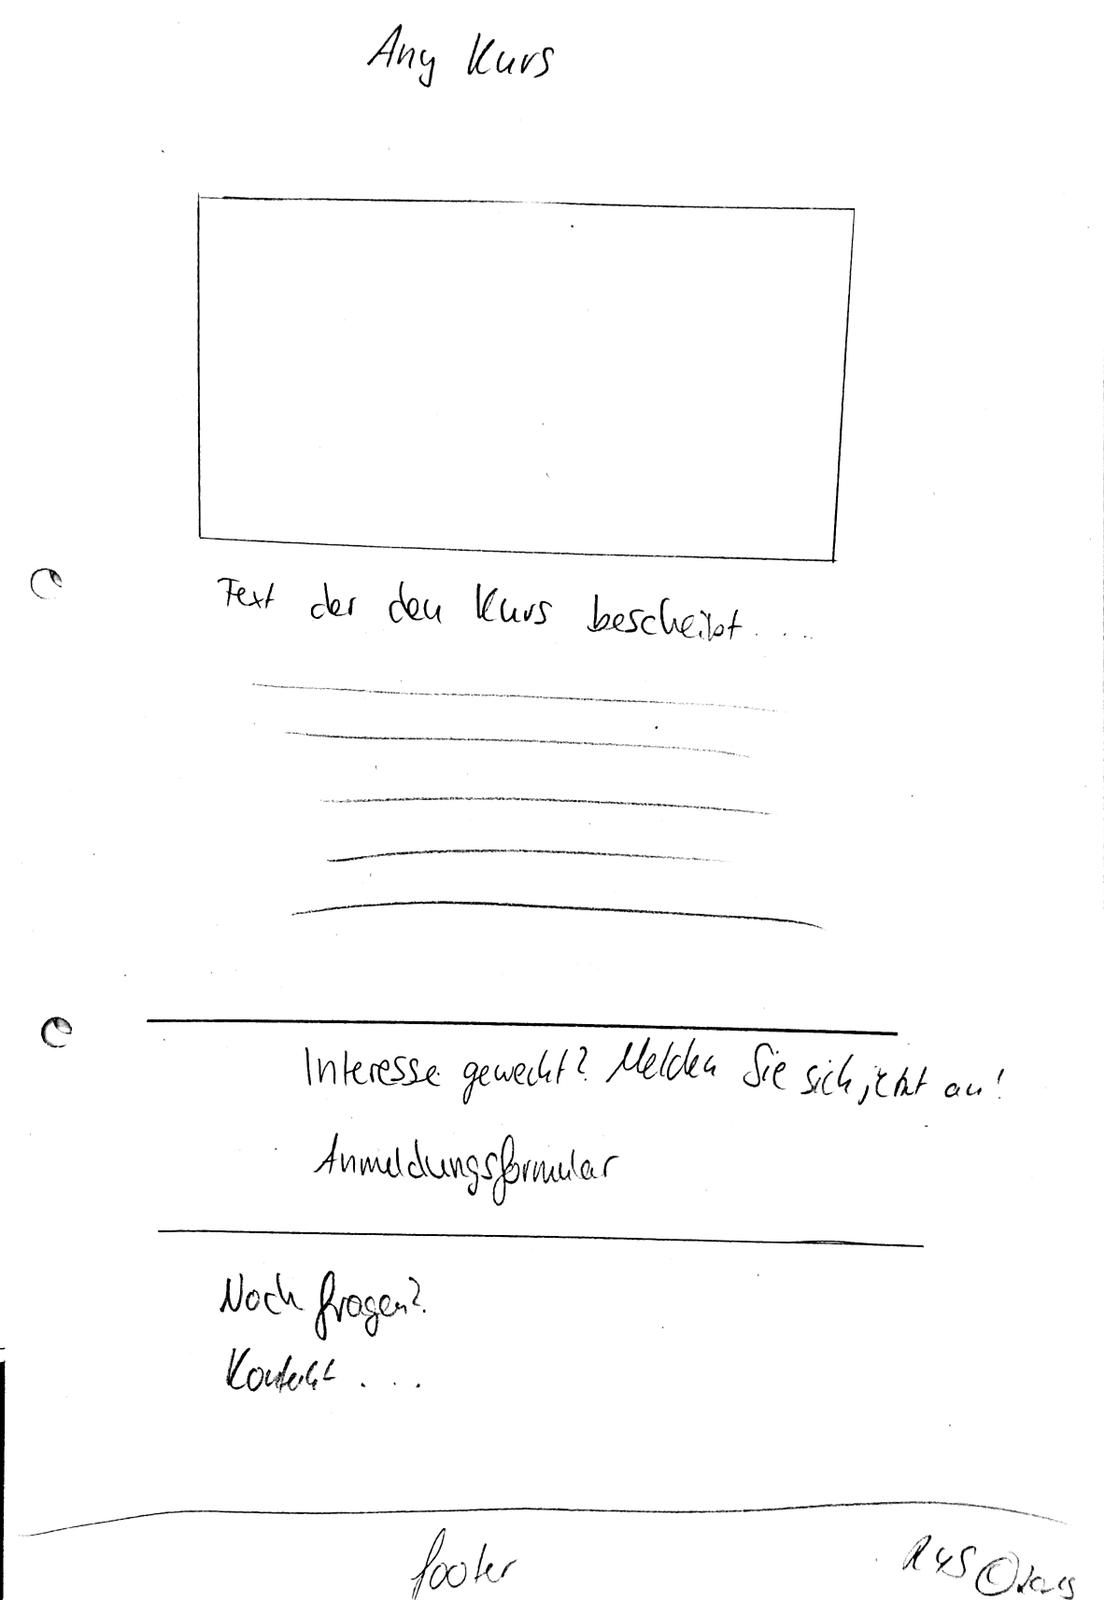 Any Kurs
Text der den Kurs bescheibt....
Interesse geweckt? Melden Sie sich jetzt an!
Anmeldungsformular
Noch fragen?
Kontakt ...
footer
©